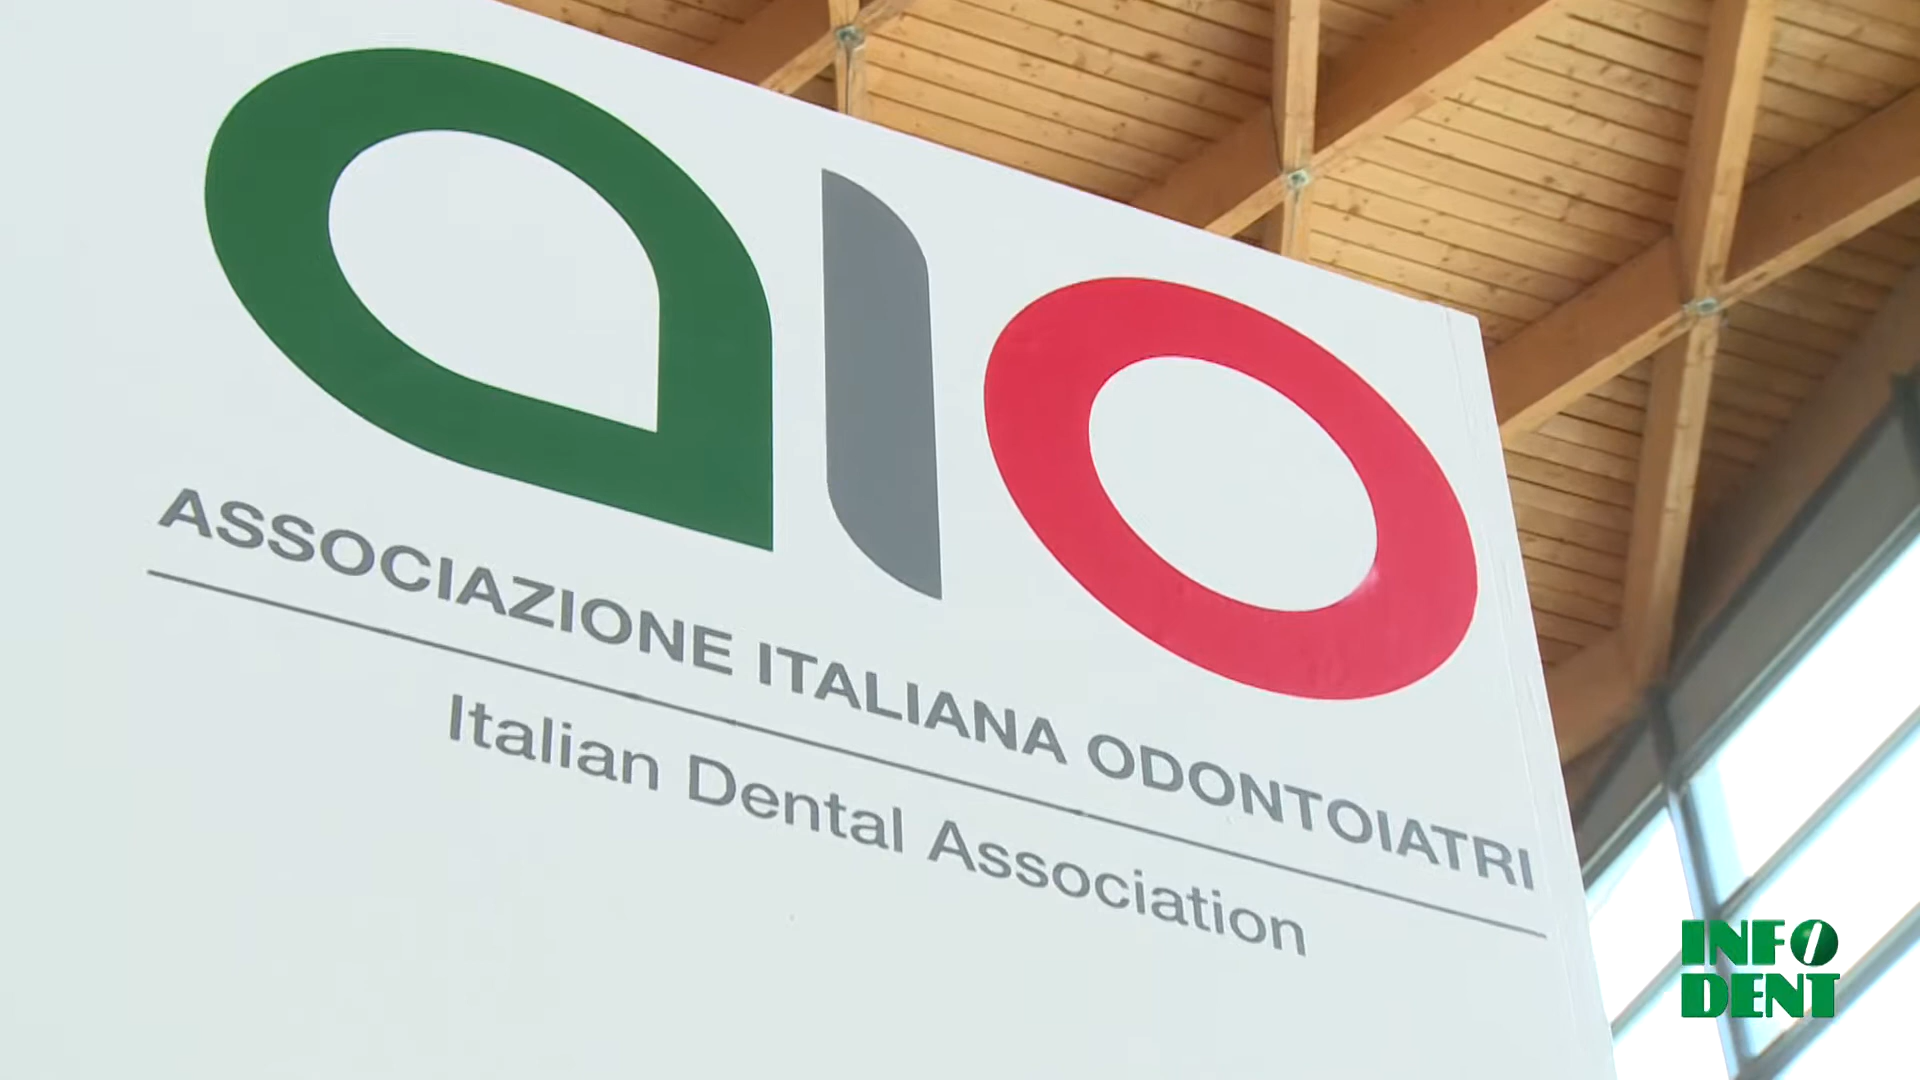 aio
ASSOCIAZIONE ITALIANA ODONTOIATRI
Italian Dental Association
INFO
DENT